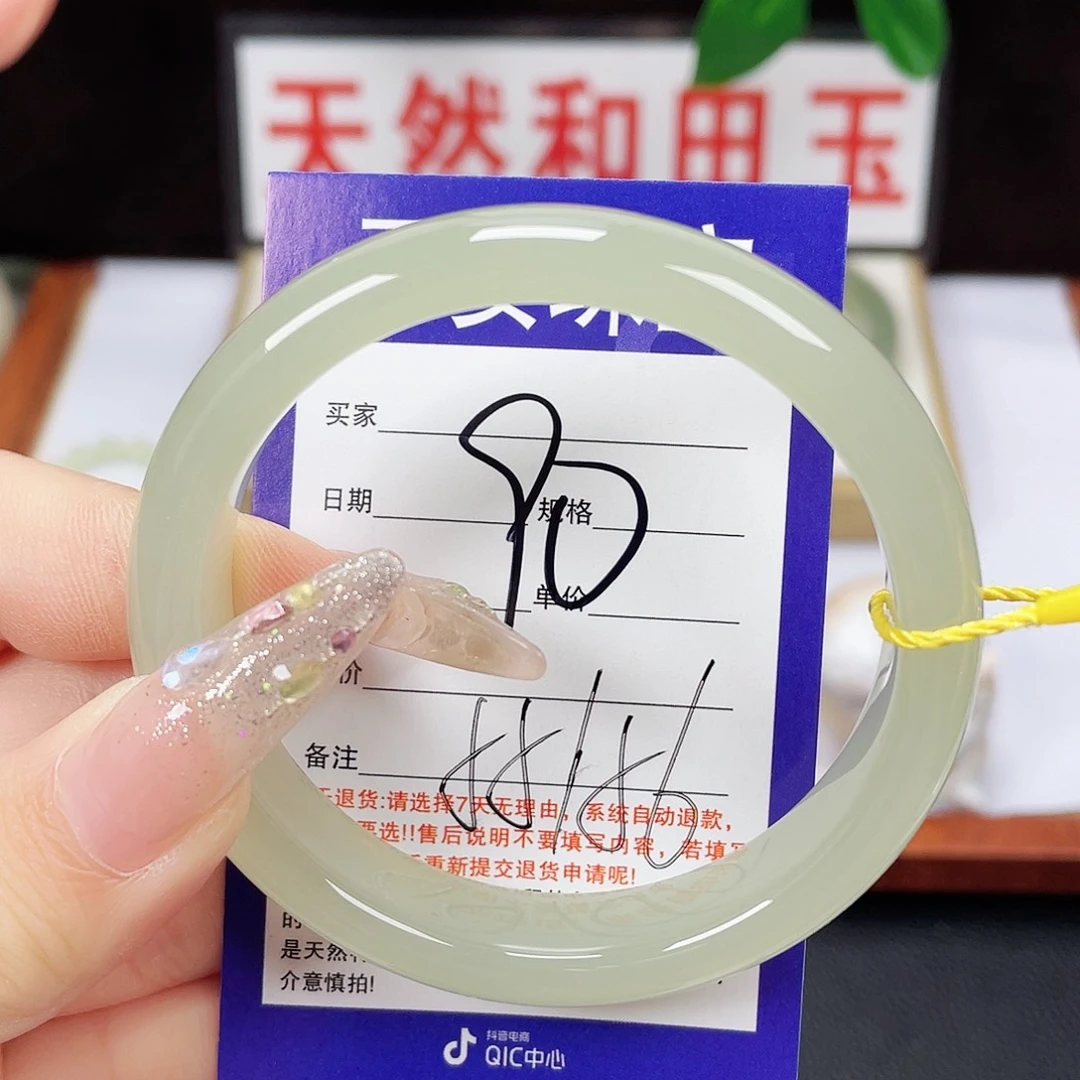 天然和田玉
买家
90
日期 规格
单价
价
备注
88186
退货:请选择7天无理由，系统自动退款，
要选!!售后说明不要填写内容，若填写
重新提交退货申请呢!
的
是天然
介意慎拍!
抖音电商
QIC中心